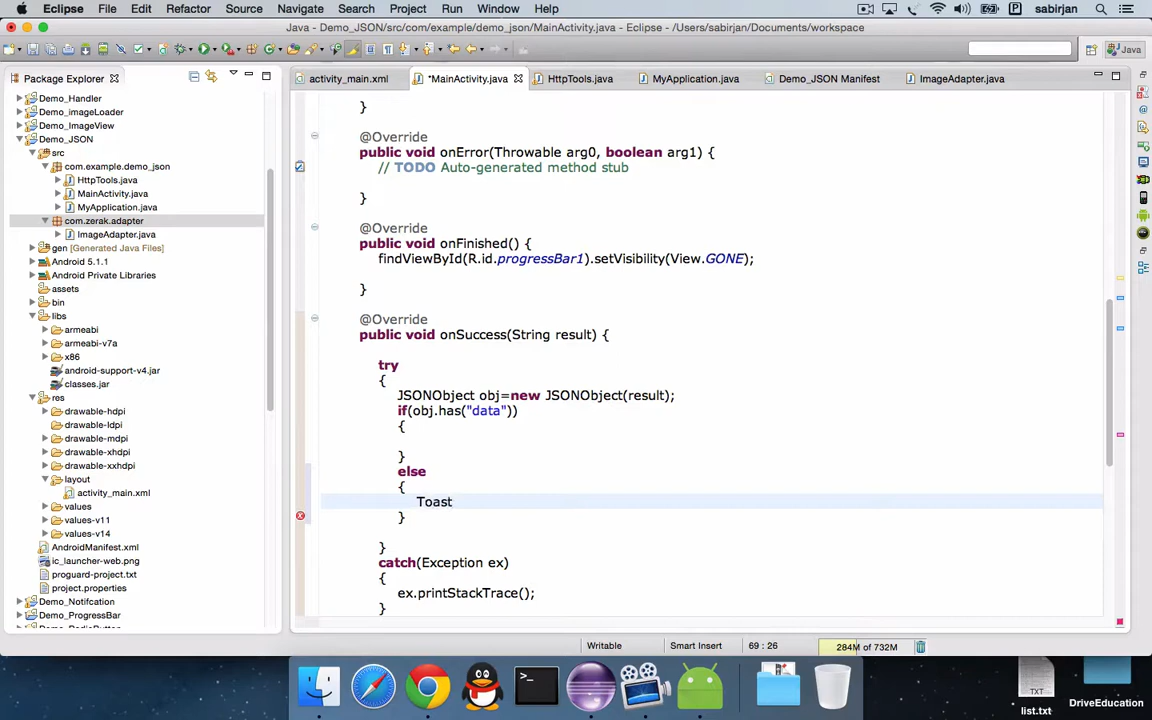 Eclipse File Edit Refactor Source Navigate Search Project Run Window Help sabirjan
Java - Demo_JSON/src/com/example/demo_json/MainActivity.java - Eclipse - /Users/sabirjan/Documents/workspace
Java
Package Explorer
activity_main.xml *MainActivity.java HttpTools.java MyApplication.java Demo_JSON Manifest ImageAdapter.java
Demo_Handler
Demo_imageLoader
Demo_ImageView
Demo_JSON
src
com.example.demo_json
HttpTools.java
MainActivity.java
MyApplication.java
com.zerak.adapter
ImageAdapter.java
gen [Generated Java Files]
Android 5.1.1
Android Private Libraries
assets
bin
libs
armeabi
armeabi-v7a
x86
android-support-v4.jar
classes.jar
res
drawable-hdpi
drawable-ldpi
drawable-mdpi
drawable-xhdpi
drawable-xxhdpi
layout
activity_main.xml
values
values-v11
values-v14
AndroidManifest.xml
ic_launcher-web.png
proguard-project.txt
project.properties
Demo_Notifcation
Demo_ProgressBar
}
@Override
public void onError(Throwable arg0, boolean arg1) {
// TODO Auto-generated method stub
}
@Override
public void onFinished() {
findViewById(R.id.progressBar1).setVisibility(View.GONE);
}
@Override
public void onSuccess(String result) {
try
{
JSONObject obj=new JSONObject(result);
if(obj.has("data"))
{
}
else
{
Toast
}
}
catch(Exception ex)
{
ex.printStackTrace();
}
Writable Smart Insert 69 : 26 284M of 732M
TXT
list.txt
DriveEducation